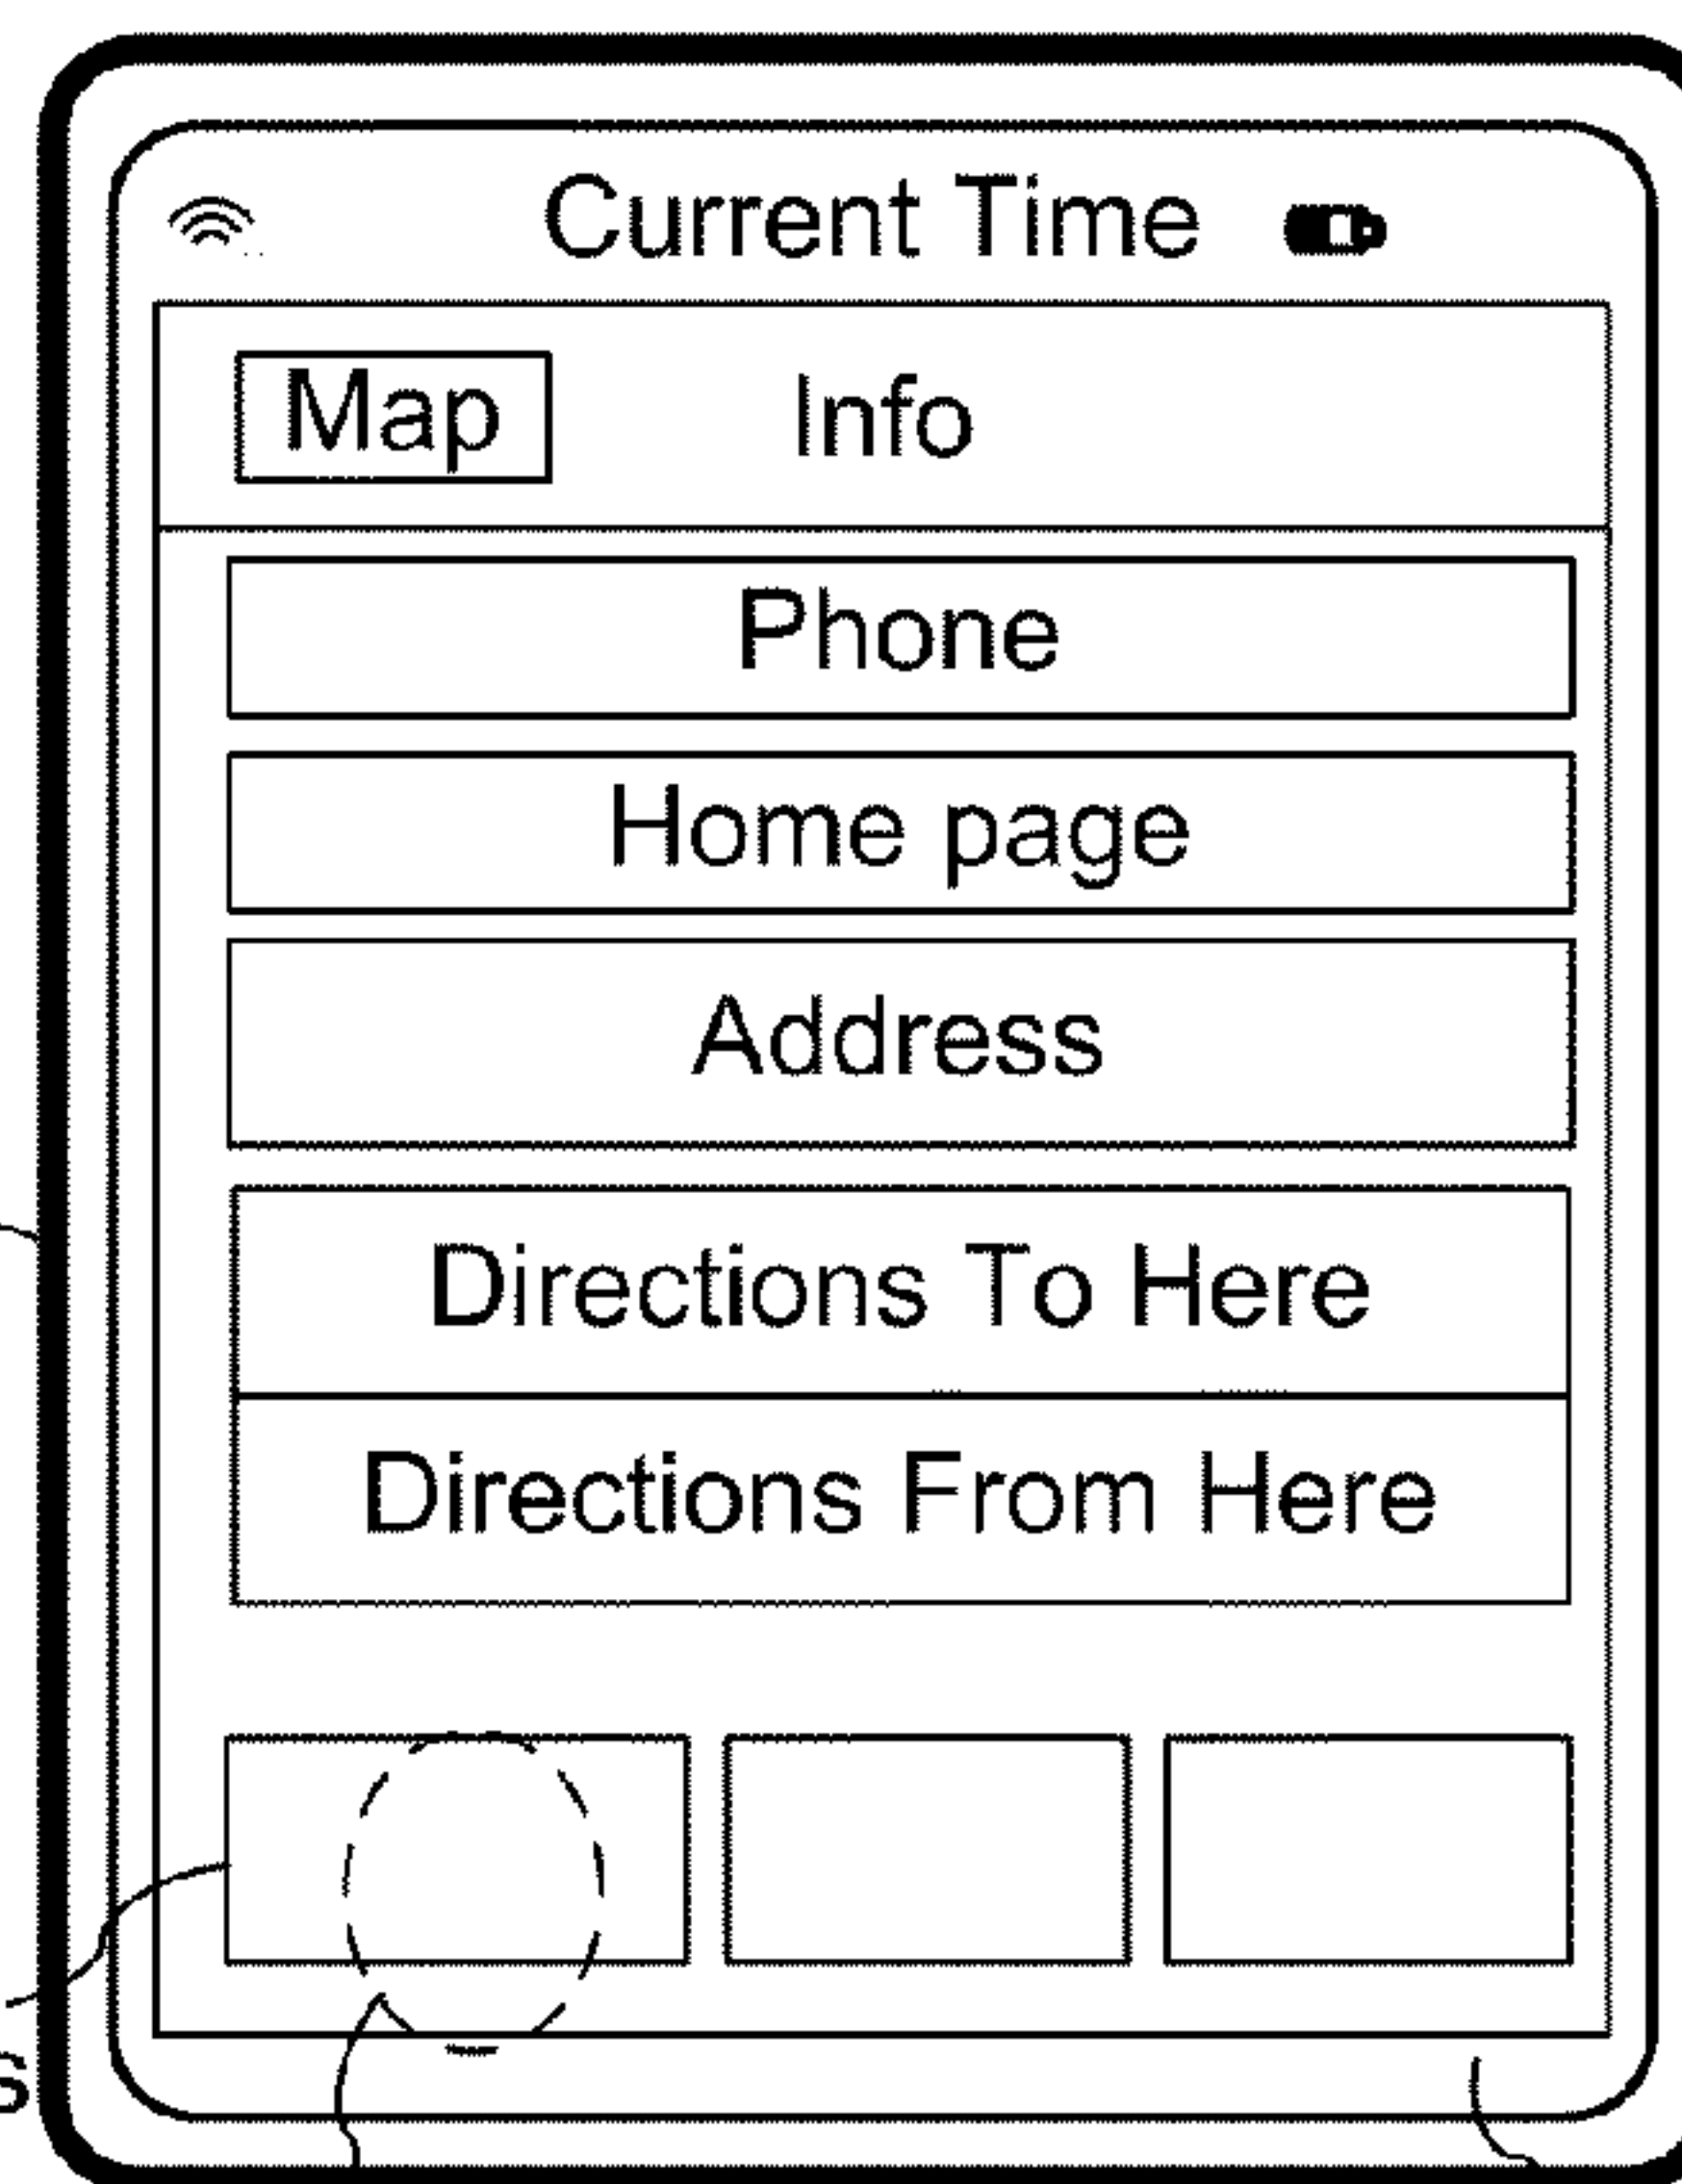 Current Time
Map Info
Phone
Home page
Address
Directions To Here
Directions From Here